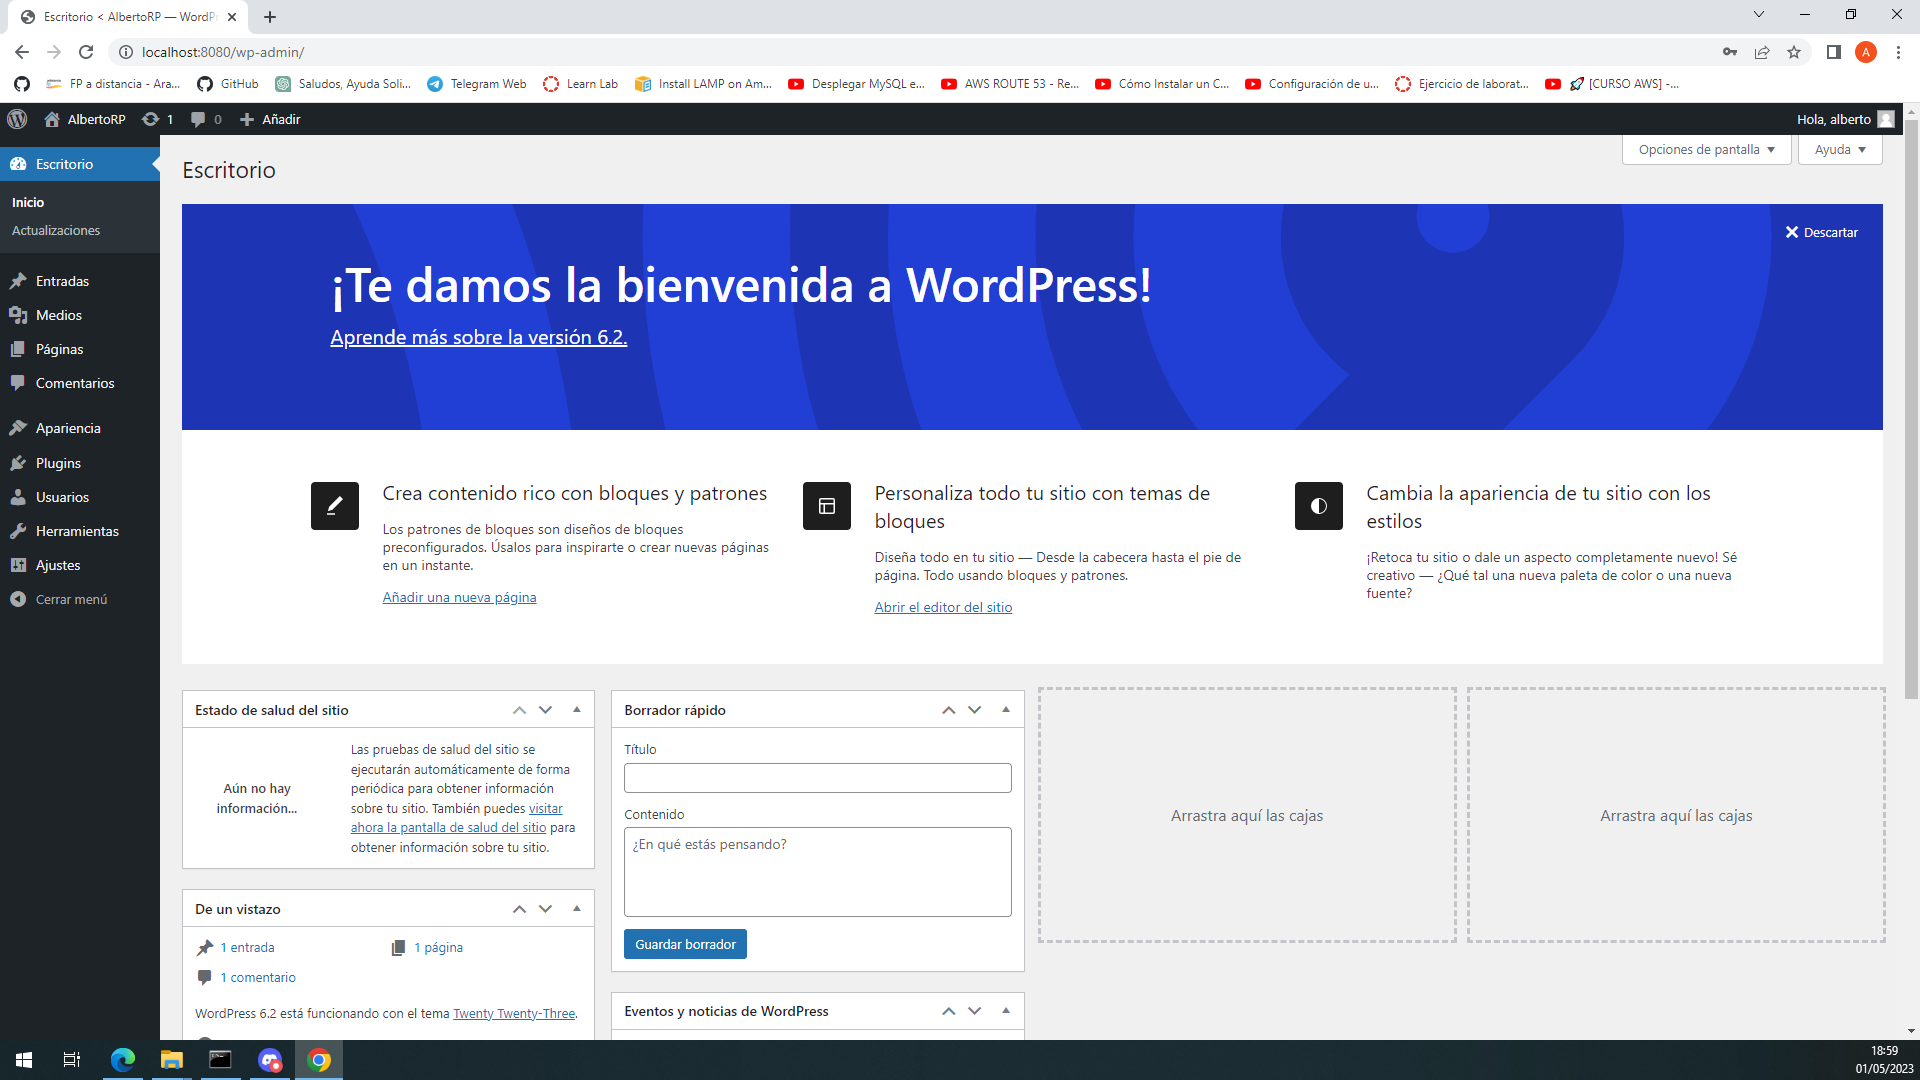 Escritorio < AlbertoRP — WordPr
localhost:8080/wp-admin/
A
FP a distancia - Ara...
GitHub
Saludos, Ayuda Soli...
Telegram Web
Learn Lab
Install LAMP on Am...
Desplegar MySQL e...
AWS ROUTE 53 - Re...
Cómo Instalar un C...
Configuración de u...
Ejercicio de laborat...
[CURSO AWS] -...
AlbertoRP
1
0
Añadir
Hola, alberto
Escritorio
Inicio
Actualizaciones
Entradas
Medios
Páginas
Comentarios
Apariencia
Plugins
Usuarios
Herramientas
Ajustes
Cerrar menú
Opciones de pantalla
Ayuda
Escritorio
Descartar
¡Te damos la bienvenida a WordPress!
Aprende más sobre la versión 6.2.
Crea contenido rico con bloques y patrones
Los patrones de bloques son diseños de bloques
preconfigurados. Úsalos para inspirarte o crear nuevas páginas
en un instante.
Añadir una nueva página
Personaliza todo tu sitio con temas de
bloques
Diseña todo en tu sitio — Desde la cabecera hasta el pie de
página. Todo usando bloques y patrones.
Abrir el editor del sitio
Cambia la apariencia de tu sitio con los
estilos
¡Retoca tu sitio o dale un aspecto completamente nuevo! Sé
creativo — ¿Qué tal una nueva paleta de color o una nueva
fuente?
Estado de salud del sitio
Aún no hay
información...
Las pruebas de salud del sitio se
ejecutarán automáticamente de forma
periódica para obtener información
sobre tu sitio. También puedes visitar
ahora la pantalla de salud del sitio para
obtener información sobre tu sitio.
De un vistazo
1 entrada
1 página
1 comentario
WordPress 6.2 está funcionando con el tema Twenty Twenty-Three.
Borrador rápido
Título
Contenido
¿En qué estás pensando?
Guardar borrador
Eventos y noticias de WordPress
Arrastra aquí las cajas
Arrastra aquí las cajas
18:59
01/05/2023